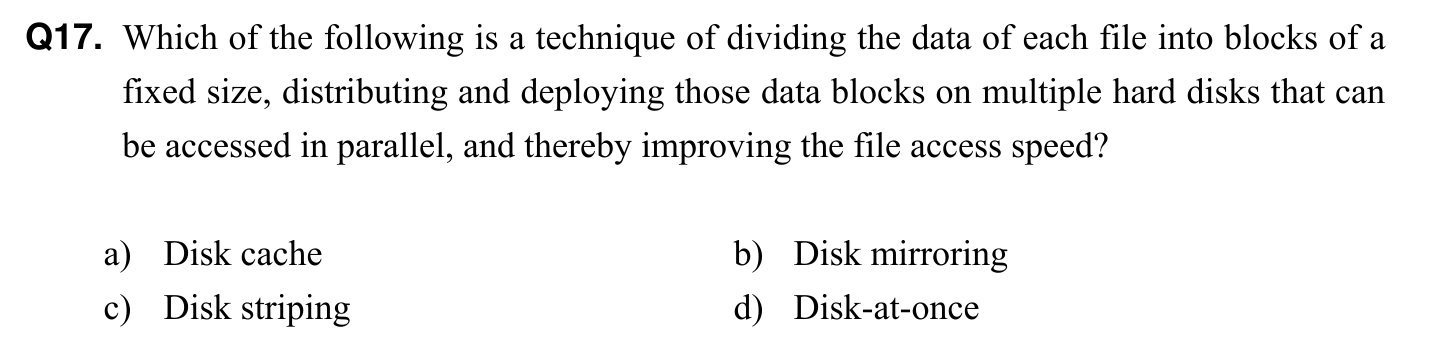 Q17. Which of the following is a technique of dividing the data of each file into blocks of a
fixed size, distributing and deploying those data blocks on multiple hard disks that can
be accessed in parallel, and thereby improving the file access speed?
a) Disk cache b) Disk mirroring
c) Disk striping d) Disk-at-once